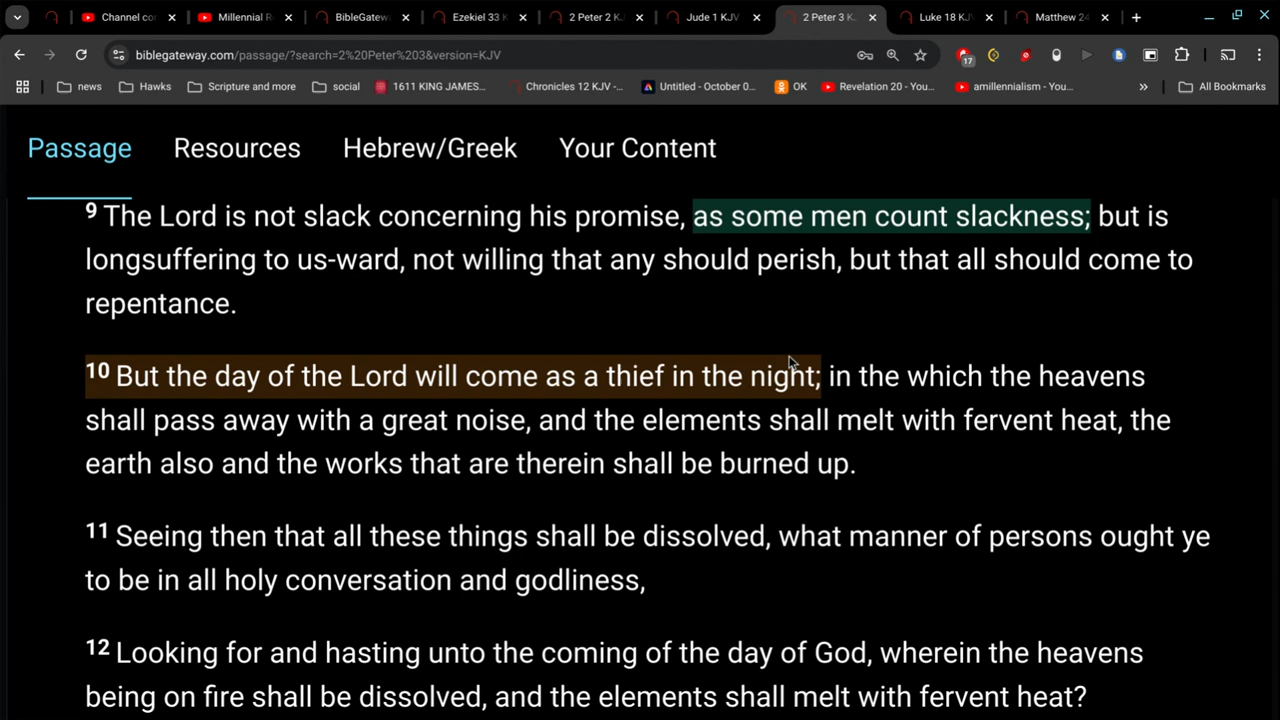 Channel co
Millennial R
BibleGatew
Ezekiel 33 K
2 Peter 2 K
Jude 1 KJV
2 Peter 3 K
Luke 18 KJV
Matthew 24
biblegateway.com/passage/?search=2%20Peter%203&version=KJV
17
news
Hawks
Scripture and more
social
1611 KING JAMES...
Chronicles 12 KJV -...
Untitled - October 0...
OK
Revelation 20 - You...
amillennialism - You...
»
All Bookmarks
Passage
Resources
Hebrew/Greek
Your Content
9 The Lord is not slack concerning his promise, as some men count slackness; but is
longsuffering to us-ward, not willing that any should perish, but that all should come to
repentance.
10 But the day of the Lord will come as a thief in the night; in the which the heavens
shall pass away with a great noise, and the elements shall melt with fervent heat, the
earth also and the works that are therein shall be burned up.
11 Seeing then that all these things shall be dissolved, what manner of persons ought ye
to be in all holy conversation and godliness,
12 Looking for and hasting unto the coming of the day of God, wherein the heavens
being on fire shall be dissolved, and the elements shall melt with fervent heat?